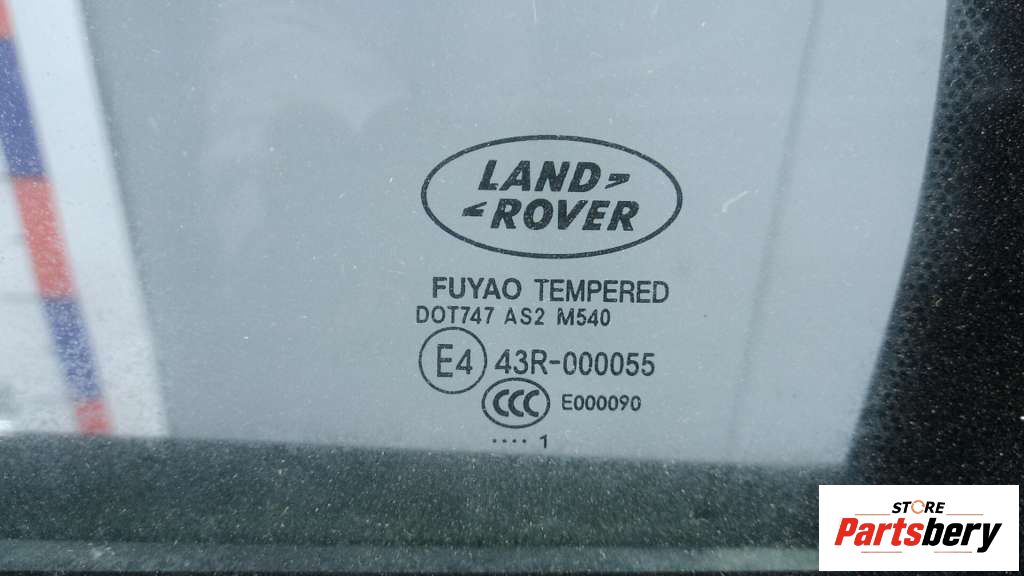 LAND
ROVER
FUYAO TEMPERED
DOT747 AS2 M540
E4 43R-000055
CCC E000090
.... 1
STORE
Partsbery